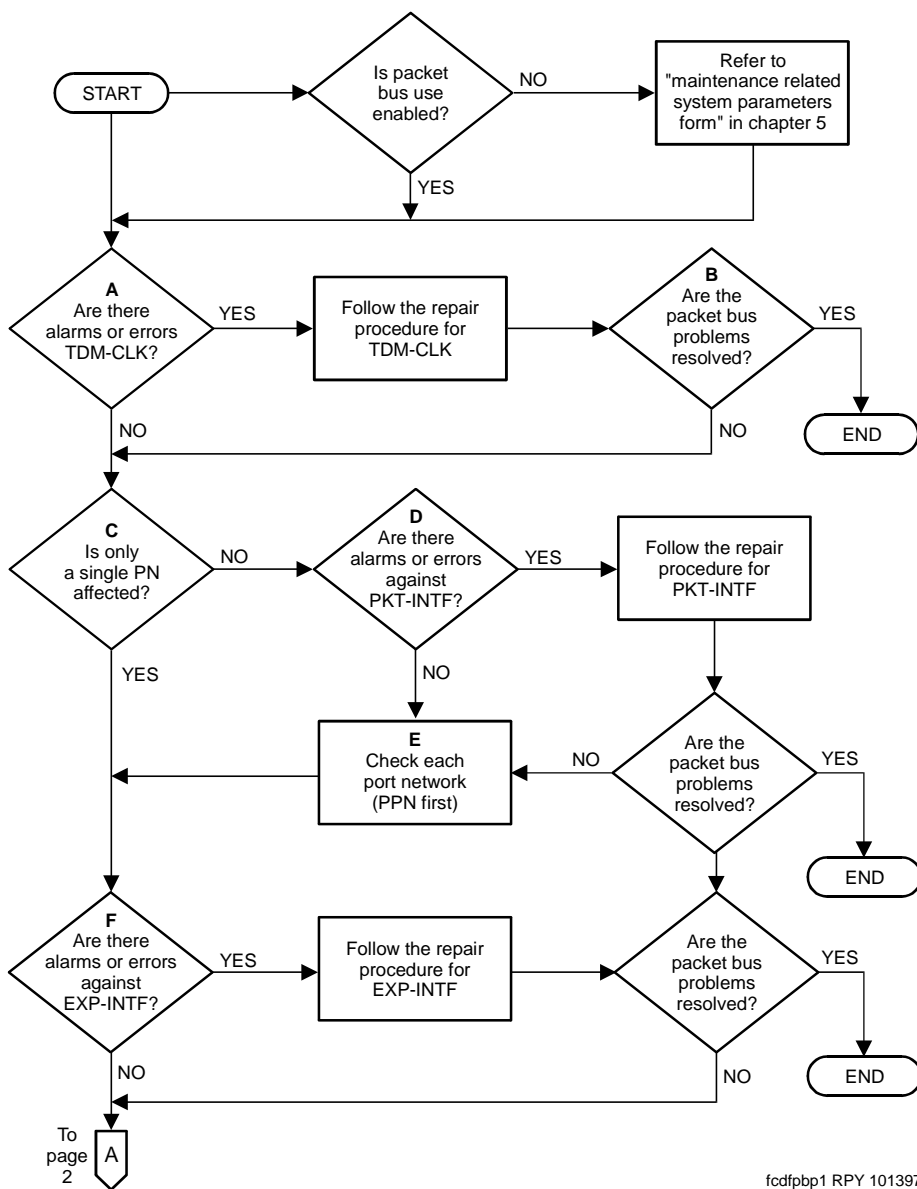 START
Is packet
bus use
enabled?
NO
Refer to
"maintenance related
system parameters
form" in chapter 5
YES
A
Are there
alarms or errors
TDM-CLK?
YES
Follow the repair
procedure for
TDM-CLK
B
Are the
packet bus
problems
resolved?
YES
END
NO
NO
C
Is only
a single PN
affected?
NO
D
Are there
alarms or errors
against
PKT-INTF?
YES
Follow the repair
procedure for
PKT-INTF
YES
NO
E
Check each
port network
(PPN first)
NO
Are the
packet bus
problems
resolved?
YES
END
F
Are there
alarms or errors
against
EXP-INTF?
YES
Follow the repair
procedure for
EXP-INTF
Are the
packet bus
problems
resolved?
YES
END
NO
NO
To
page
2
A
fcdfpbp1 RPY 101397